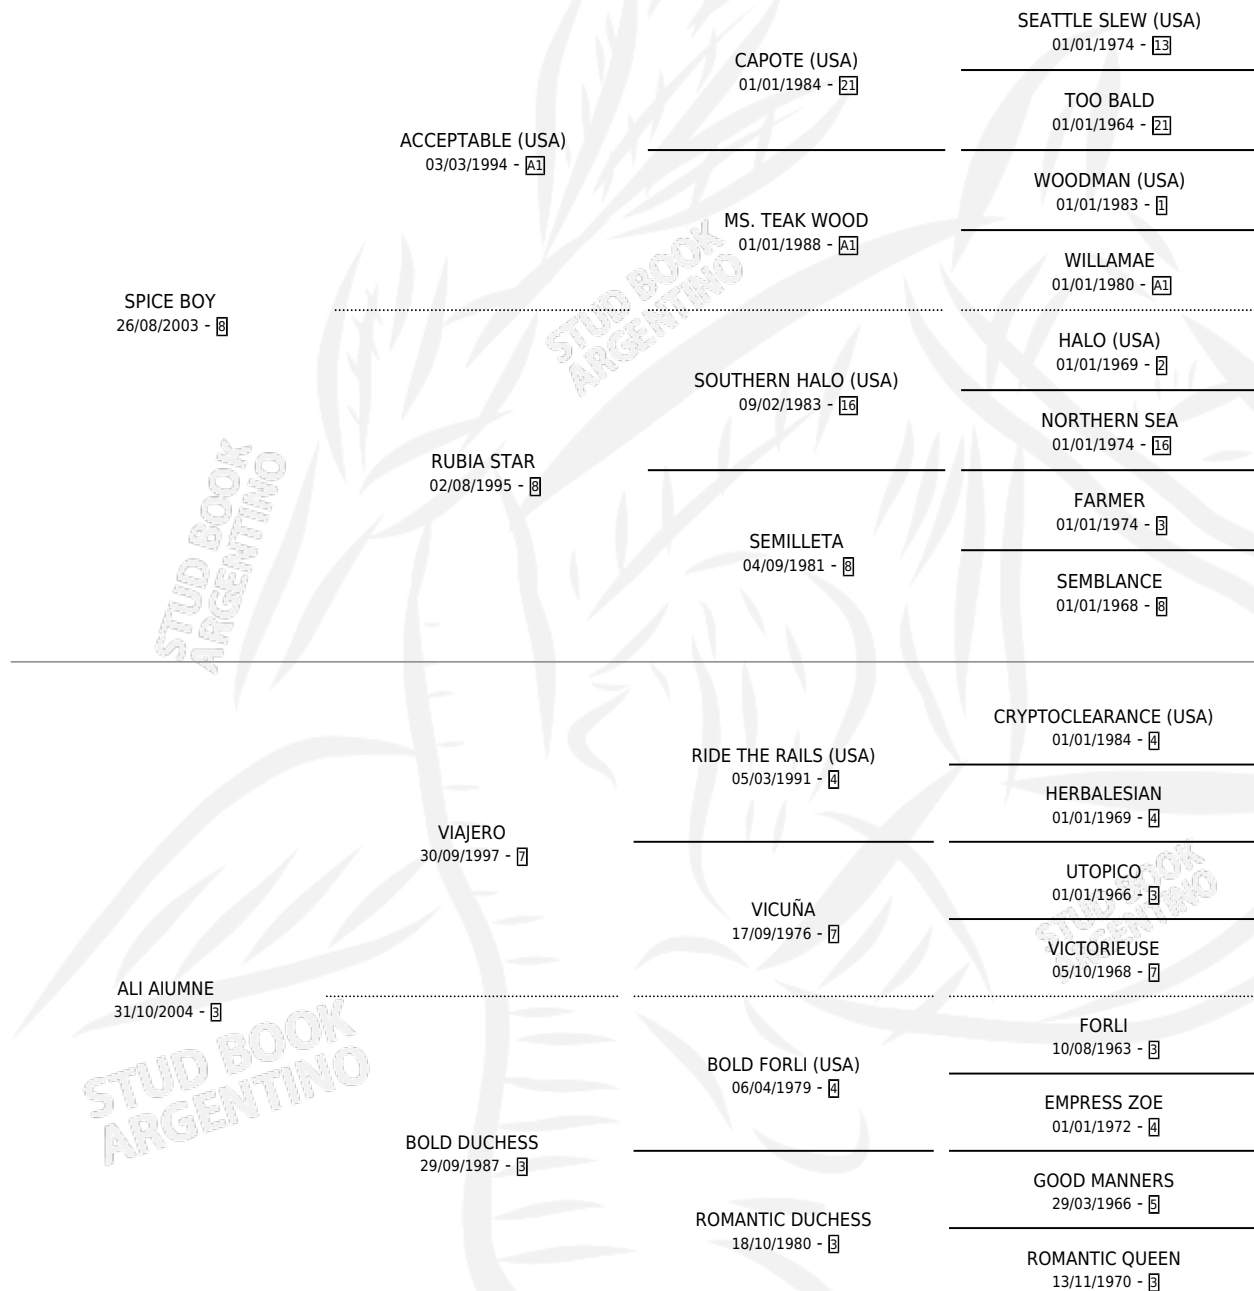 SEATTLE SLEW (USA)
01/01/1974 - 13
CAPOTE (USA)
01/01/1984 - 21
TOO BALD
01/01/1964 - 21
ACCEPTABLE (USA)
03/03/1994 - A1
WOODMAN (USA)
01/01/1983 - 1
MS. TEAK WOOD
01/01/1988 - A1
WILLAMAE
01/01/1980 - A1
SPICE BOY
26/08/2003 - 8
HALO (USA)
01/01/1969 - 2
SOUTHERN HALO (USA)
09/02/1983 - 16
NORTHERN SEA
01/01/1974 - 16
RUBIA STAR
02/08/1995 - 8
FARMER
01/01/1974 - 3
SEMILLETA
04/09/1981 - 8
SEMBLANCE
01/01/1968 - 8
STUD BOOK
ARGENTINO
STUD BOOK
ARGENTINO
CRYPTOCLEARANCE (USA)
01/01/1984 - 4
RIDE THE RAILS (USA)
05/03/1991 - 4
HERBALESIAN
01/01/1969 - 4
VIAJERO
30/09/1997 - 7
UTOPICO
01/01/1966 - 3
VICUÑA
17/09/1976 - 7
VICTORIEUSE
05/10/1968 - 7
ALI AIUMNE
31/10/2004 - 3
FORLI
10/08/1963 - 3
BOLD FORLI (USA)
06/04/1979 - 4
EMPRESS ZOE
01/01/1972 - 4
BOLD DUCHESS
29/09/1987 - 3
GOOD MANNERS
29/03/1966 - 5
ROMANTIC DUCHESS
18/10/1980 - 3
ROMANTIC QUEEN
13/11/1970 - 3
STUD BOOK
ARGENTINO
STUD BOOK
ARGENTINO